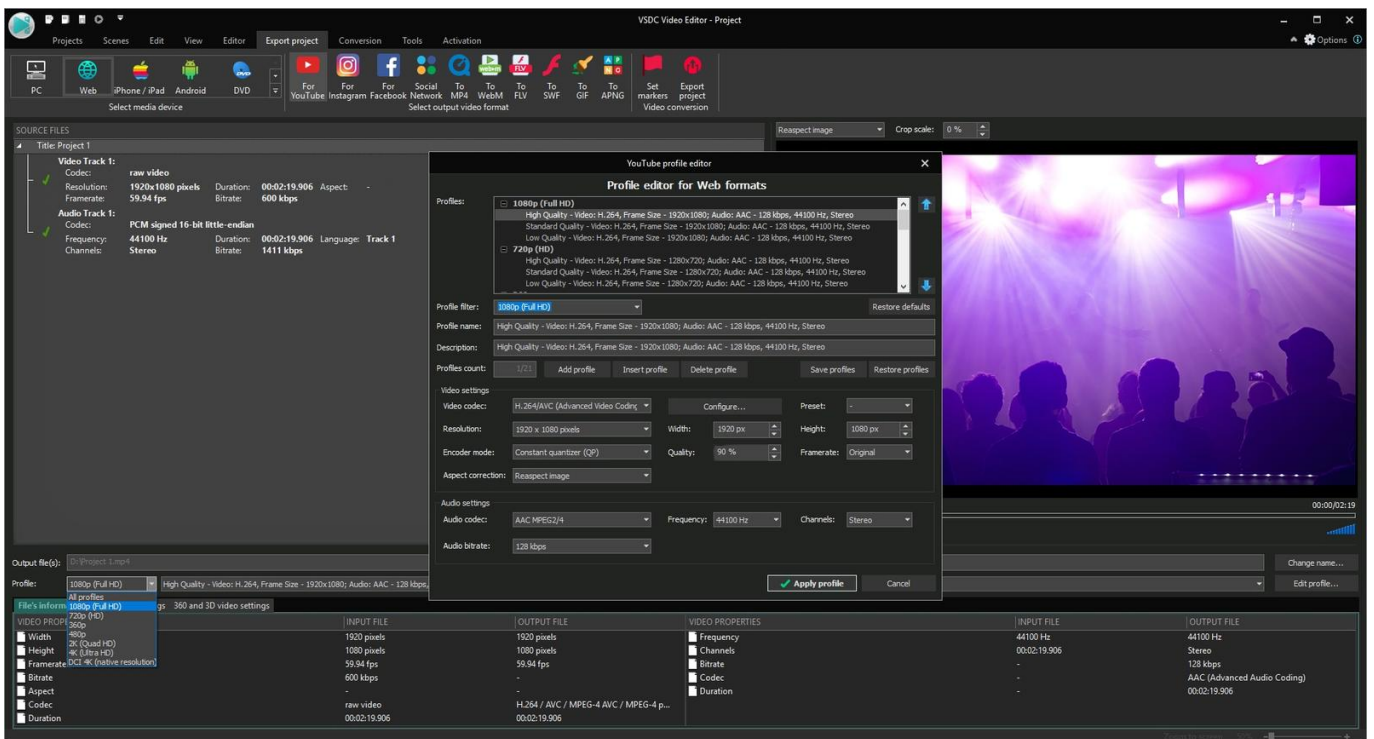 VSDC Video Editor - Project
Projects Scenes Edit View Editor Export project Conversion Tools Activation
Options
PC Web iPhone / iPad Android DVD
Select media device
For YouTube For Instagram For Facebook Social Network To MP4 To WebM To FLV To SWF To GIF To APNG
Select output video format
Set markers Export project
Video conversion
SOURCE FILES
Title: Project 1
Video Track 1:
Codec: raw video
Resolution: 1920x1080 pixels Duration: 00:02:19.906 Aspect: -
Framerate: 59.94 fps Bitrate: 600 kbps
Audio Track 1:
Codec: PCM signed 16-bit little-endian
Frequency: 44100 Hz Duration: 00:02:19.906 Language: Track 1
Channels: Stereo Bitrate: 1411 kbps
Reaspect image Crop scale: 0 %
YouTube profile editor
Profile editor for Web formats
Profiles:
1080p (Full HD)
High Quality - Video: H.264, Frame Size - 1920x1080; Audio: AAC - 128 kbps, 44100 Hz, Stereo
Standard Quality - Video: H.264, Frame Size - 1920x1080; Audio: AAC - 128 kbps, 44100 Hz, Stereo
Low Quality - Video: H.264, Frame Size - 1920x1080; Audio: AAC - 128 kbps, 44100 Hz, Stereo
720p (HD)
High Quality - Video: H.264, Frame Size - 1280x720; Audio: AAC - 128 kbps, 44100 Hz, Stereo
Standard Quality - Video: H.264, Frame Size - 1280x720; Audio: AAC - 128 kbps, 44100 Hz, Stereo
Low Quality - Video: H.264, Frame Size - 1280x720; Audio: AAC - 128 kbps, 44100 Hz, Stereo
Profile filter: 1080p (Full HD) Restore defaults
Profile name: High Quality - Video: H.264, Frame Size - 1920x1080; Audio: AAC - 128 kbps, 44100 Hz, Stereo
Description: High Quality - Video: H.264, Frame Size - 1920x1080; Audio: AAC - 128 kbps, 44100 Hz, Stereo
Profiles count: 1/21 Add profile Insert profile Delete profile Save profiles Restore profiles
Video settings
Video codec: H.264/AVC (Advanced Video Coding Configure... Preset: -
Resolution: 1920 x 1080 pixels Width: 1920 px Height: 1080 px
Encoder mode: Constant quantizer (QP) Quality: 90 % Framerate: Original
Aspect correction: Reaspect image
Audio settings
Audio codec: AAC MPEG2/4 Frequency: 44100 Hz Channels: Stereo
Audio bitrate: 128 kbps
Apply profile Cancel
00:00/02:19
Output file(s): D:\Project 1.mp4 Change name...
Profile: 1080p (Full HD) High Quality - Video: H.264, Frame Size - 1920x1080; Audio: AAC - 128 kbps, Edit profile...
All profiles
1080p (Full HD)
720p (HD)
360p
480p
2K (Quad HD)
4K (Ultra HD)
DCI 4K (native resolution)
File's inform gs 360 and 3D video settings
VIDEO PROP INPUT FILE OUTPUT FILE VIDEO PROPERTIES INPUT FILE OUTPUT FILE
Width 1920 pixels 1920 pixels Frequency 44100 Hz 44100 Hz
Height 1080 pixels 1080 pixels Channels 00:02:19.906 Stereo
Framerate 59.94 fps 59.94 fps Bitrate - 128 kbps
Bitrate 600 kbps - Codec - AAC (Advanced Audio Coding)
Aspect - - Duration - 00:02:19.906
Codec raw video H.264 / AVC / MPEG-4 AVC / MPEG-4 p...
Duration 00:02:19.906 00:02:19.906